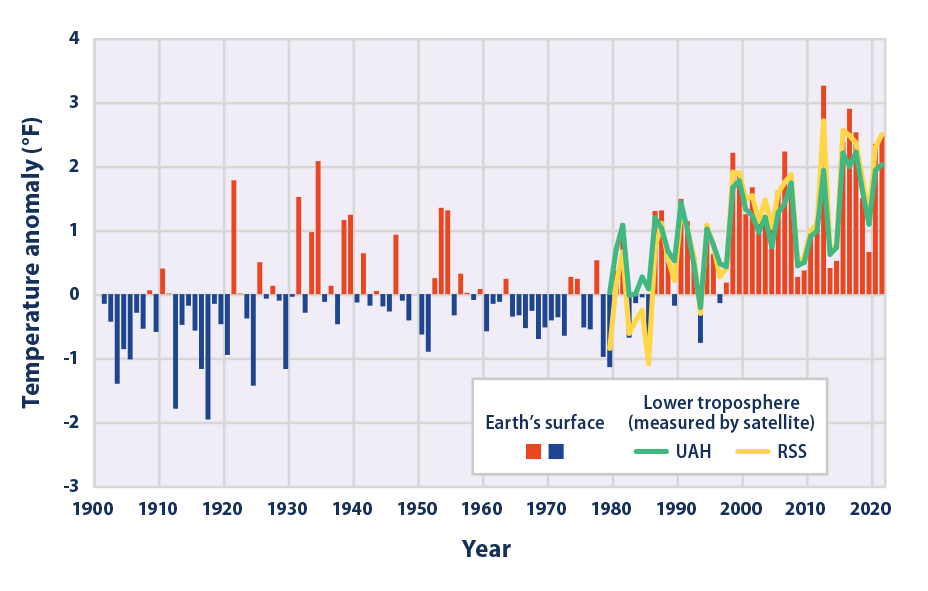 Temperature anomaly (°F)
4
3
2
1
0
-1
-2
-3
Earth's surface
Lower troposphere
(measured by satellite)
UAH
RSS
1900 1910 1920 1930 1940 1950 1960 1970 1980 1990 2000 2010 2020
Year